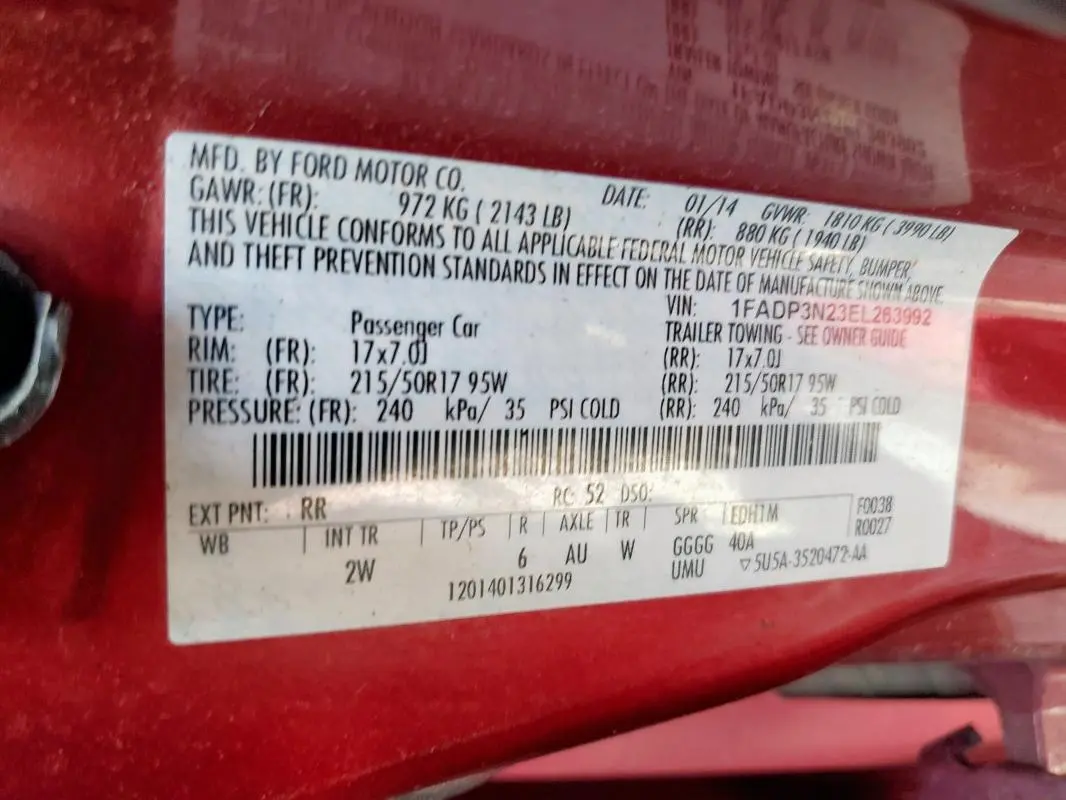 MFD. BY FORD MOTOR CO. DATE: 01/14 GVWR: 1810 KG ( 3990 LB)
GAWR: (FR): 972 KG ( 2143 LB) (RR): 880 KG ( 1940 LB)
THIS VEHICLE CONFORMS TO ALL APPLICABLE FEDERAL MOTOR VEHICLE SAFETY, BUMPER,
AND THEFT PREVENTION STANDARDS IN EFFECT ON THE DATE OF MANUFACTURE SHOWN ABOVE
VIN: 1FADP3N23EL263992
TYPE: Passenger Car TRAILER TOWING - SEE OWNER GUIDE
RIM: (FR): 17x7.0J (RR): 17x7.0J
TIRE: (FR): 215/50R17 95W (RR): 215/50R17 95W
PRESSURE: (FR): 240 kPa/ 35 PSI COLD (RR): 240 kPa/ 35 PSI COLD
EXT PNT: RR RC: 52 DSO:
WB INT TR TP/PS R AXLE TR SPR EDH1M F0038
R0027
2W 6 AU W GGGG 40A
UMU ▽5U5A-3520472-AA
1201401316299